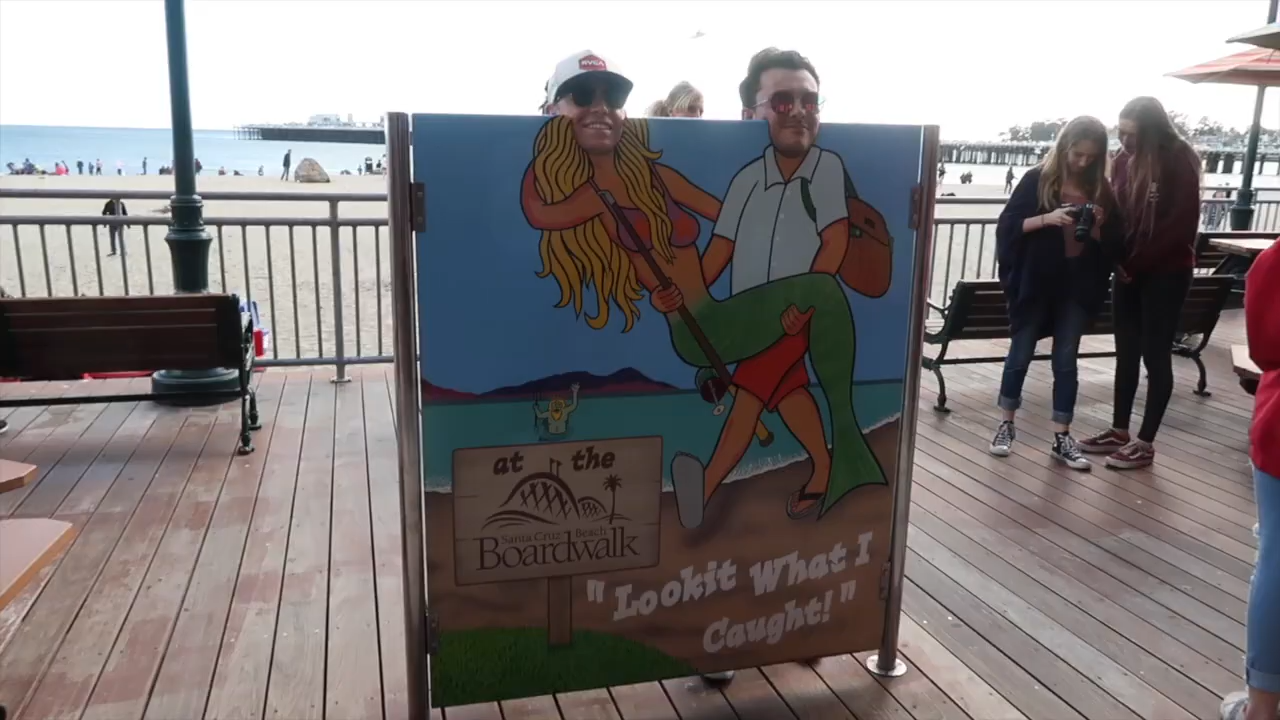 RVCA
at the
Santa Cruz Beach
Boardwalk
"Lookit What I
Caught!"